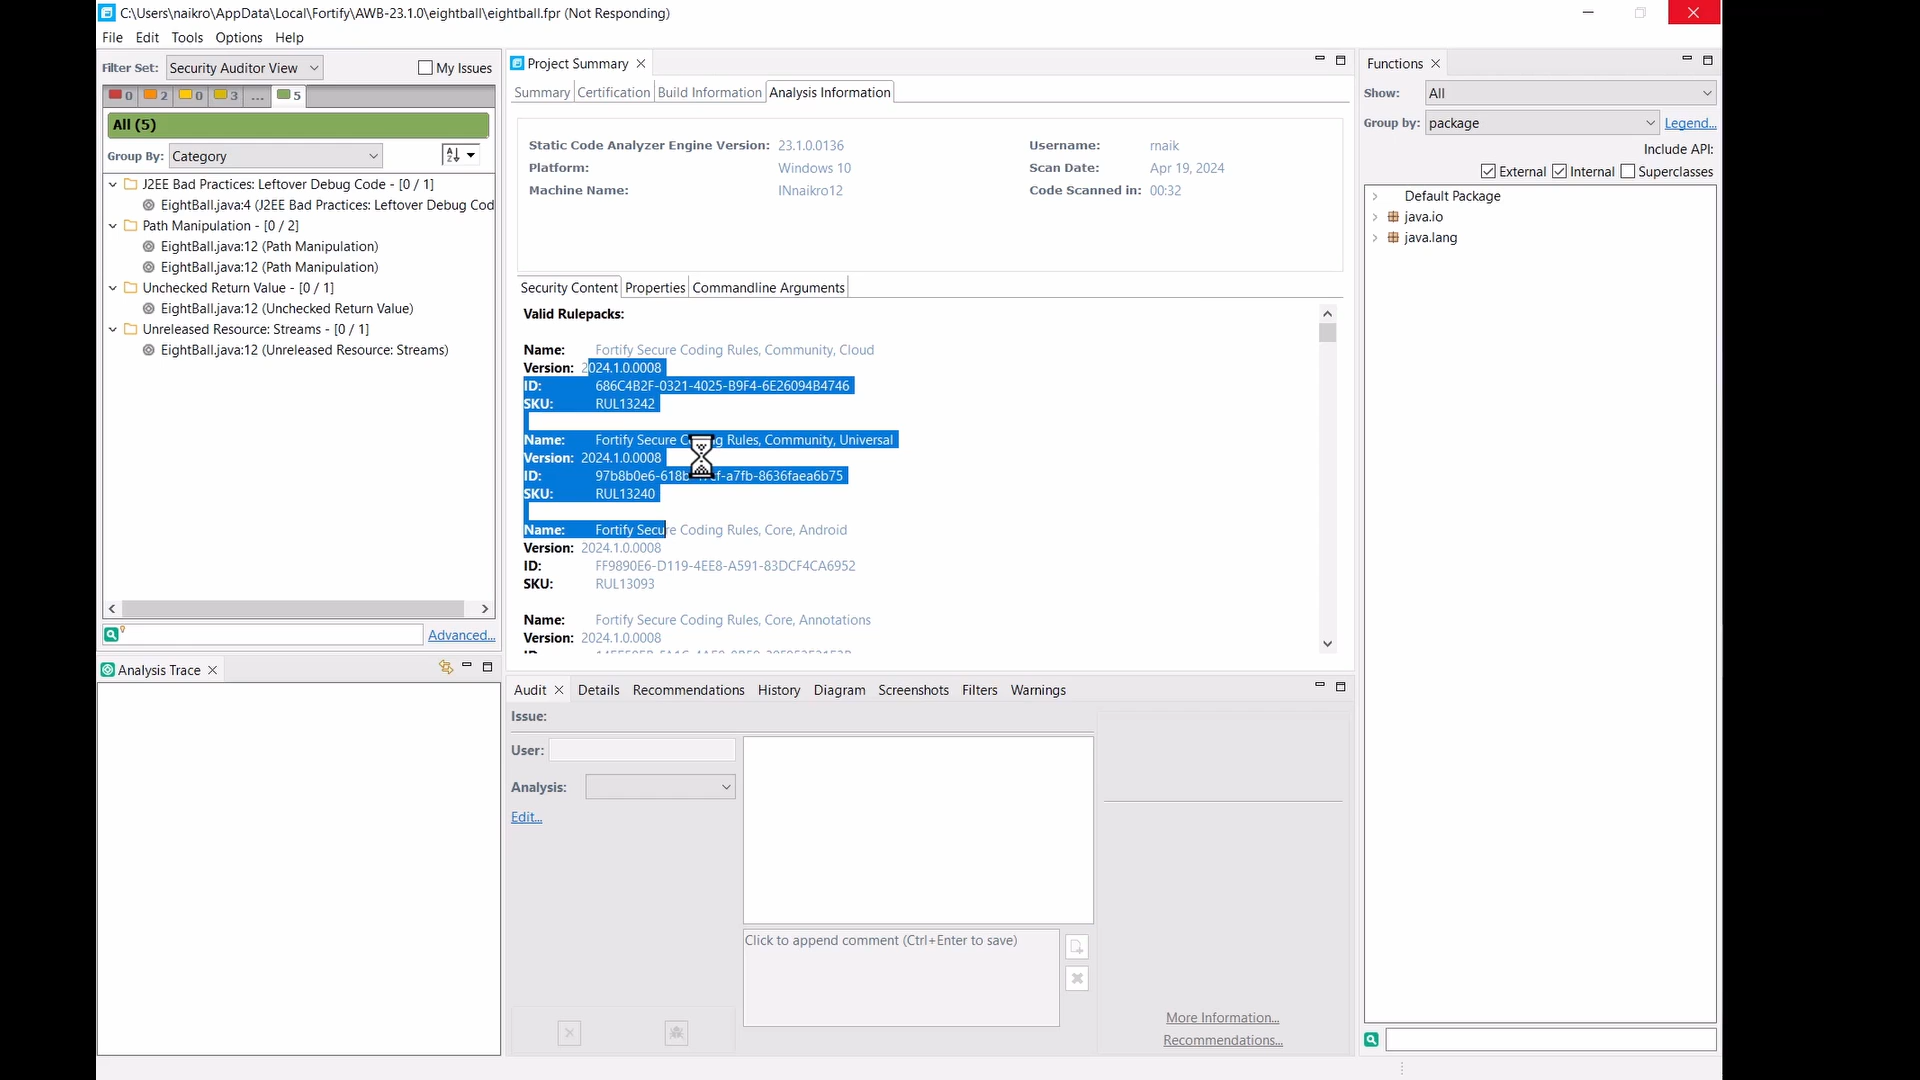 C:\Users\naikro\AppData\Local\Fortify\AWB-23.1.0\eightball\eightball.fpr (Not Responding)
File Edit Tools Options Help
Filter Set: Security Auditor View My Issues
0 2 0 3 ... 5
All (5)
Group By: Category
J2EE Bad Practices: Leftover Debug Code - [0 / 1]
EightBall.java:4 (J2EE Bad Practices: Leftover Debug Cod
Path Manipulation - [0 / 2]
EightBall.java:12 (Path Manipulation)
EightBall.java:12 (Path Manipulation)
Unchecked Return Value - [0 / 1]
EightBall.java:12 (Unchecked Return Value)
Unreleased Resource: Streams - [0 / 1]
EightBall.java:12 (Unreleased Resource: Streams)
Advanced...
Analysis Trace
Project Summary
Summary Certification Build Information Analysis Information
Static Code Analyzer Engine Version: 23.1.0.0136
Platform: Windows 10
Machine Name: INnaikro12
Username: rnaik
Scan Date: Apr 19, 2024
Code Scanned in: 00:32
Security Content Properties Commandline Arguments
Valid Rulepacks:
Name: Fortify Secure Coding Rules, Community, Cloud
Version: 2024.1.0.0008
ID: 686C4B2F-0321-4025-B9F4-6E26094B4746
SKU: RUL13242
Name: Fortify Secure Rules, Community, Universal
Version: 2024.1.0.0008
ID:
SKU: RUL13240
Name: Fortify Secure Coding Rules, Core, Android
Version: 2024.1.0.0008
ID: FF9890E6-D119-4EE8-A591-83DCF4CA6952
SKU: RUL13093
Name: Fortify Secure Coding Rules, Core, Annotations
Version: 2024.1.0.0008
Audit Details Recommendations History Diagram Screenshots Filters Warnings
Issue:
User:
Analysis:
Edit...
Click to append comment (Ctrl+Enter to save)
More Information...
Recommendations...
Functions
Show: All
Group by: package Legend...
Include API:
External Internal Superclasses
Default Package
java.io
java.lang